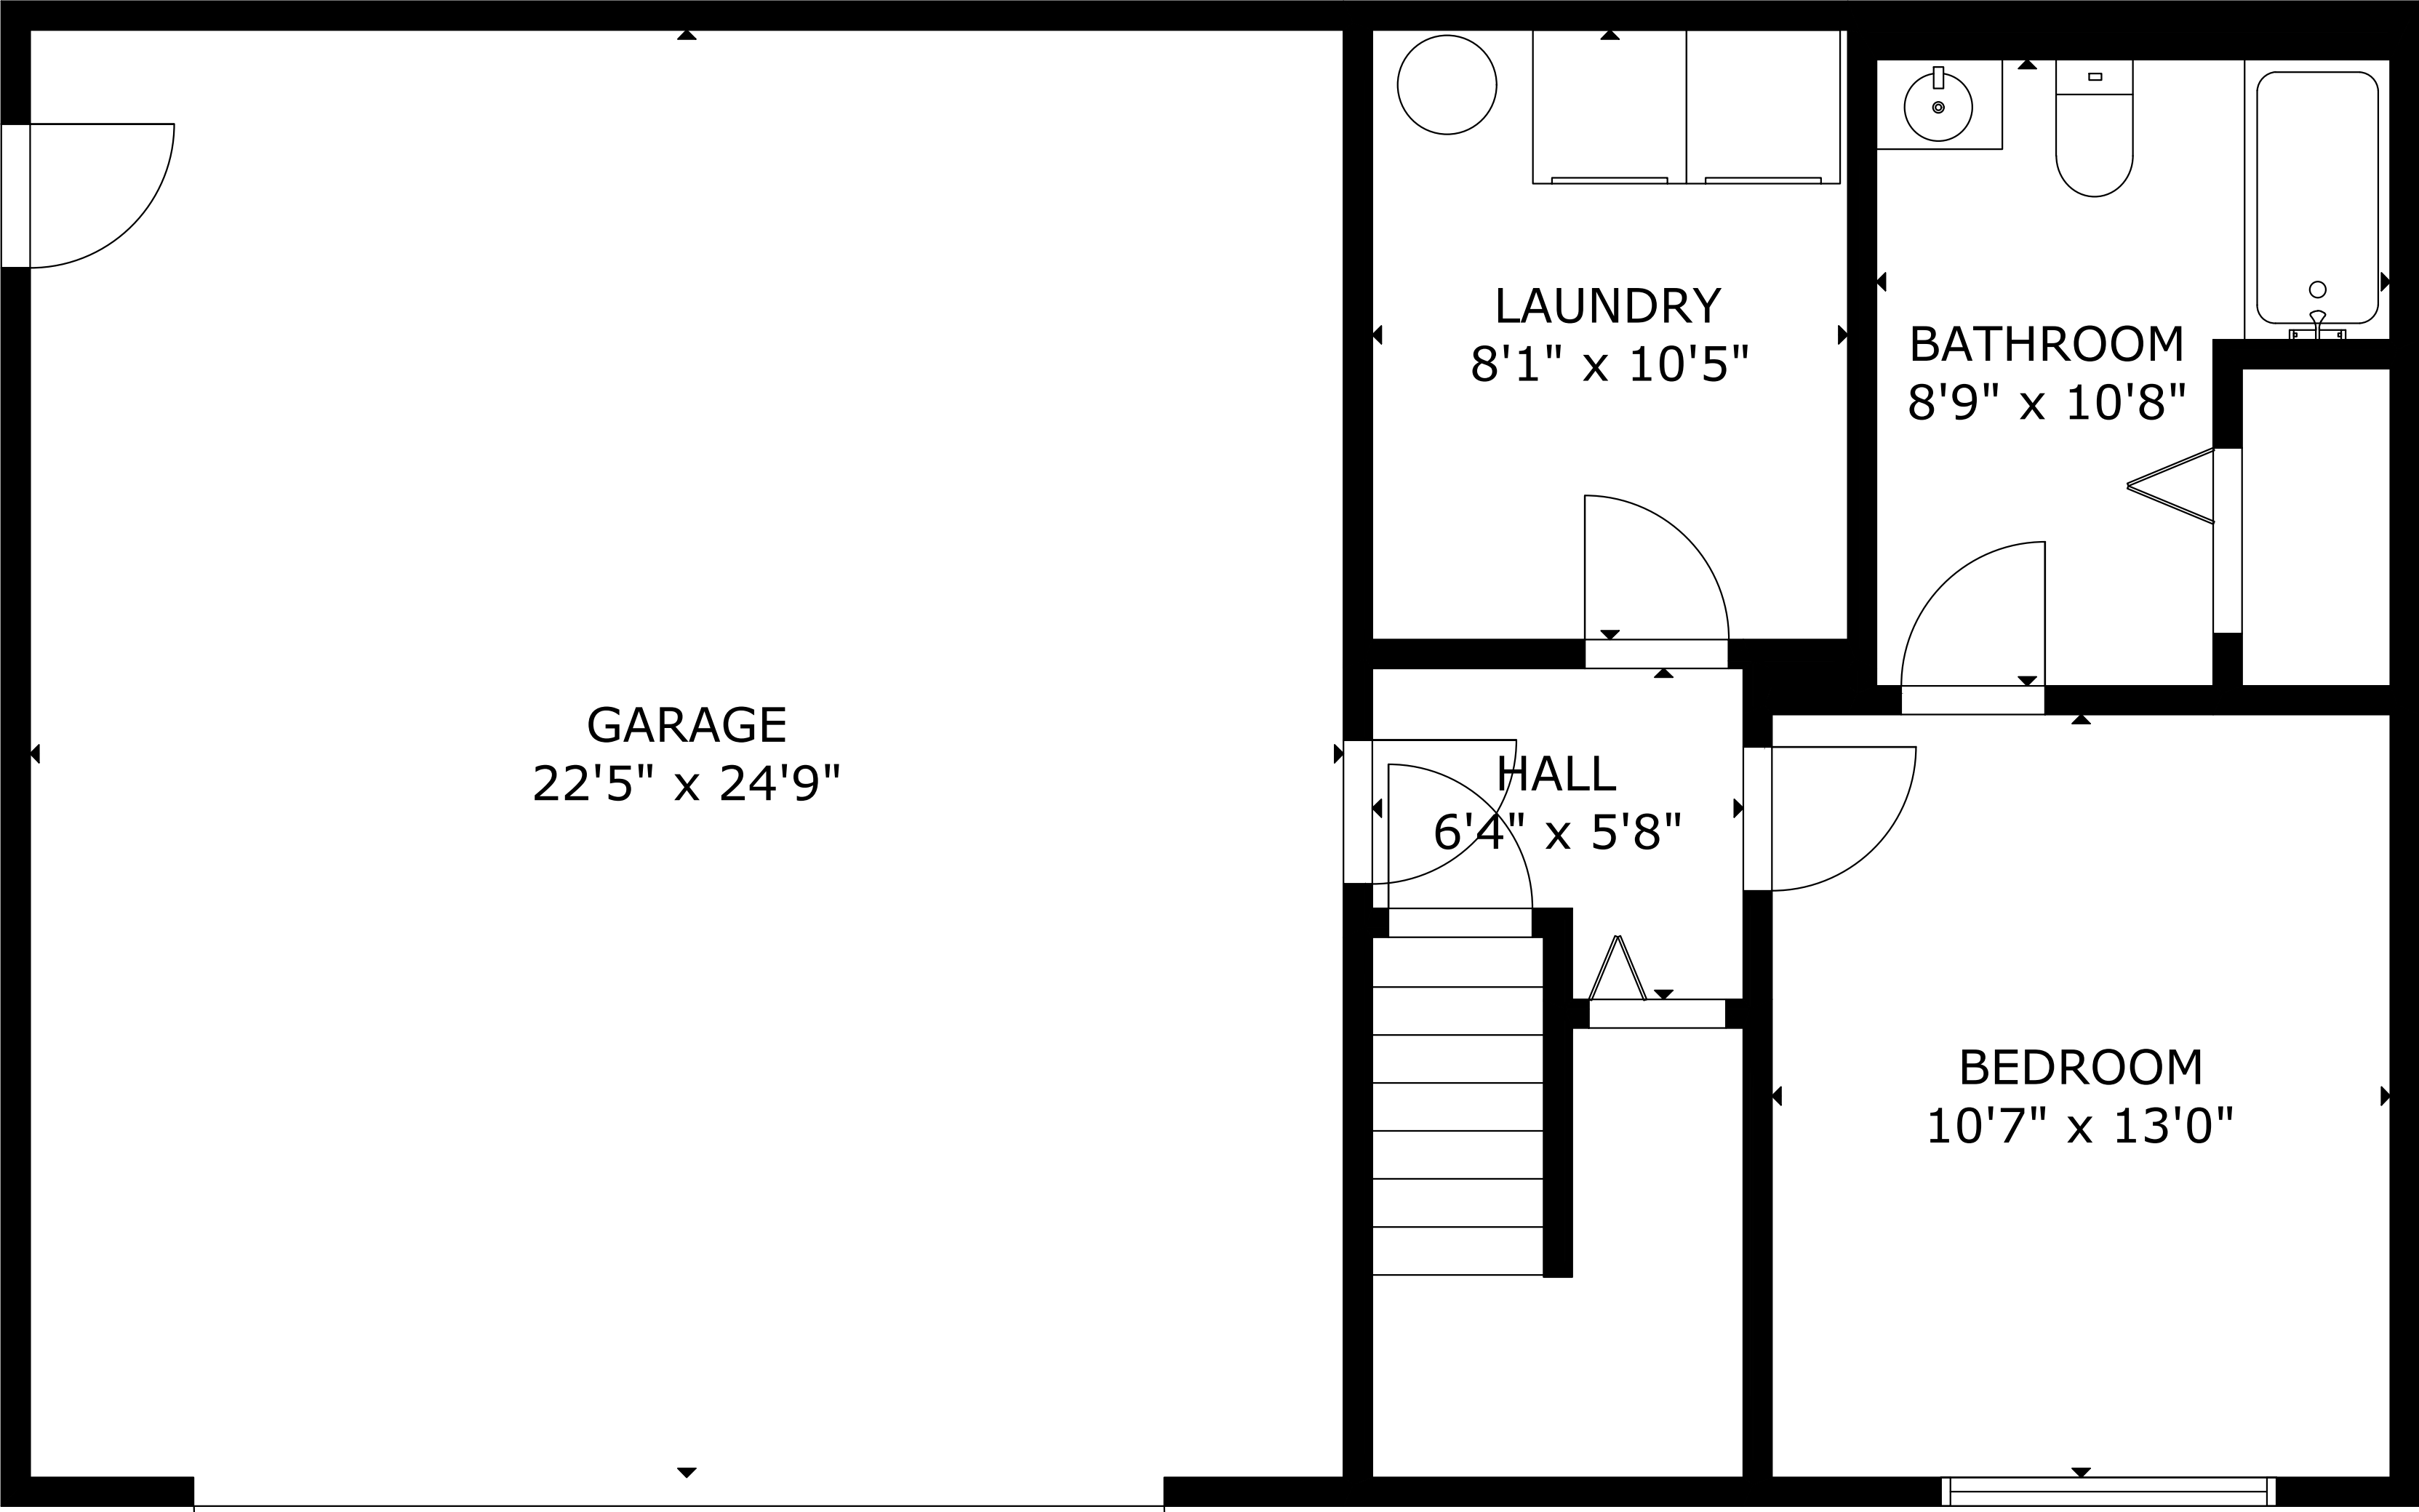 LAUNDRY
8'1" x 10'5"
BATHROOM
8'9" x 10'8"
GARAGE
22'5" x 24'9"
HALL
6'4" x 5'8"
BEDROOM
10'7" x 13'0"